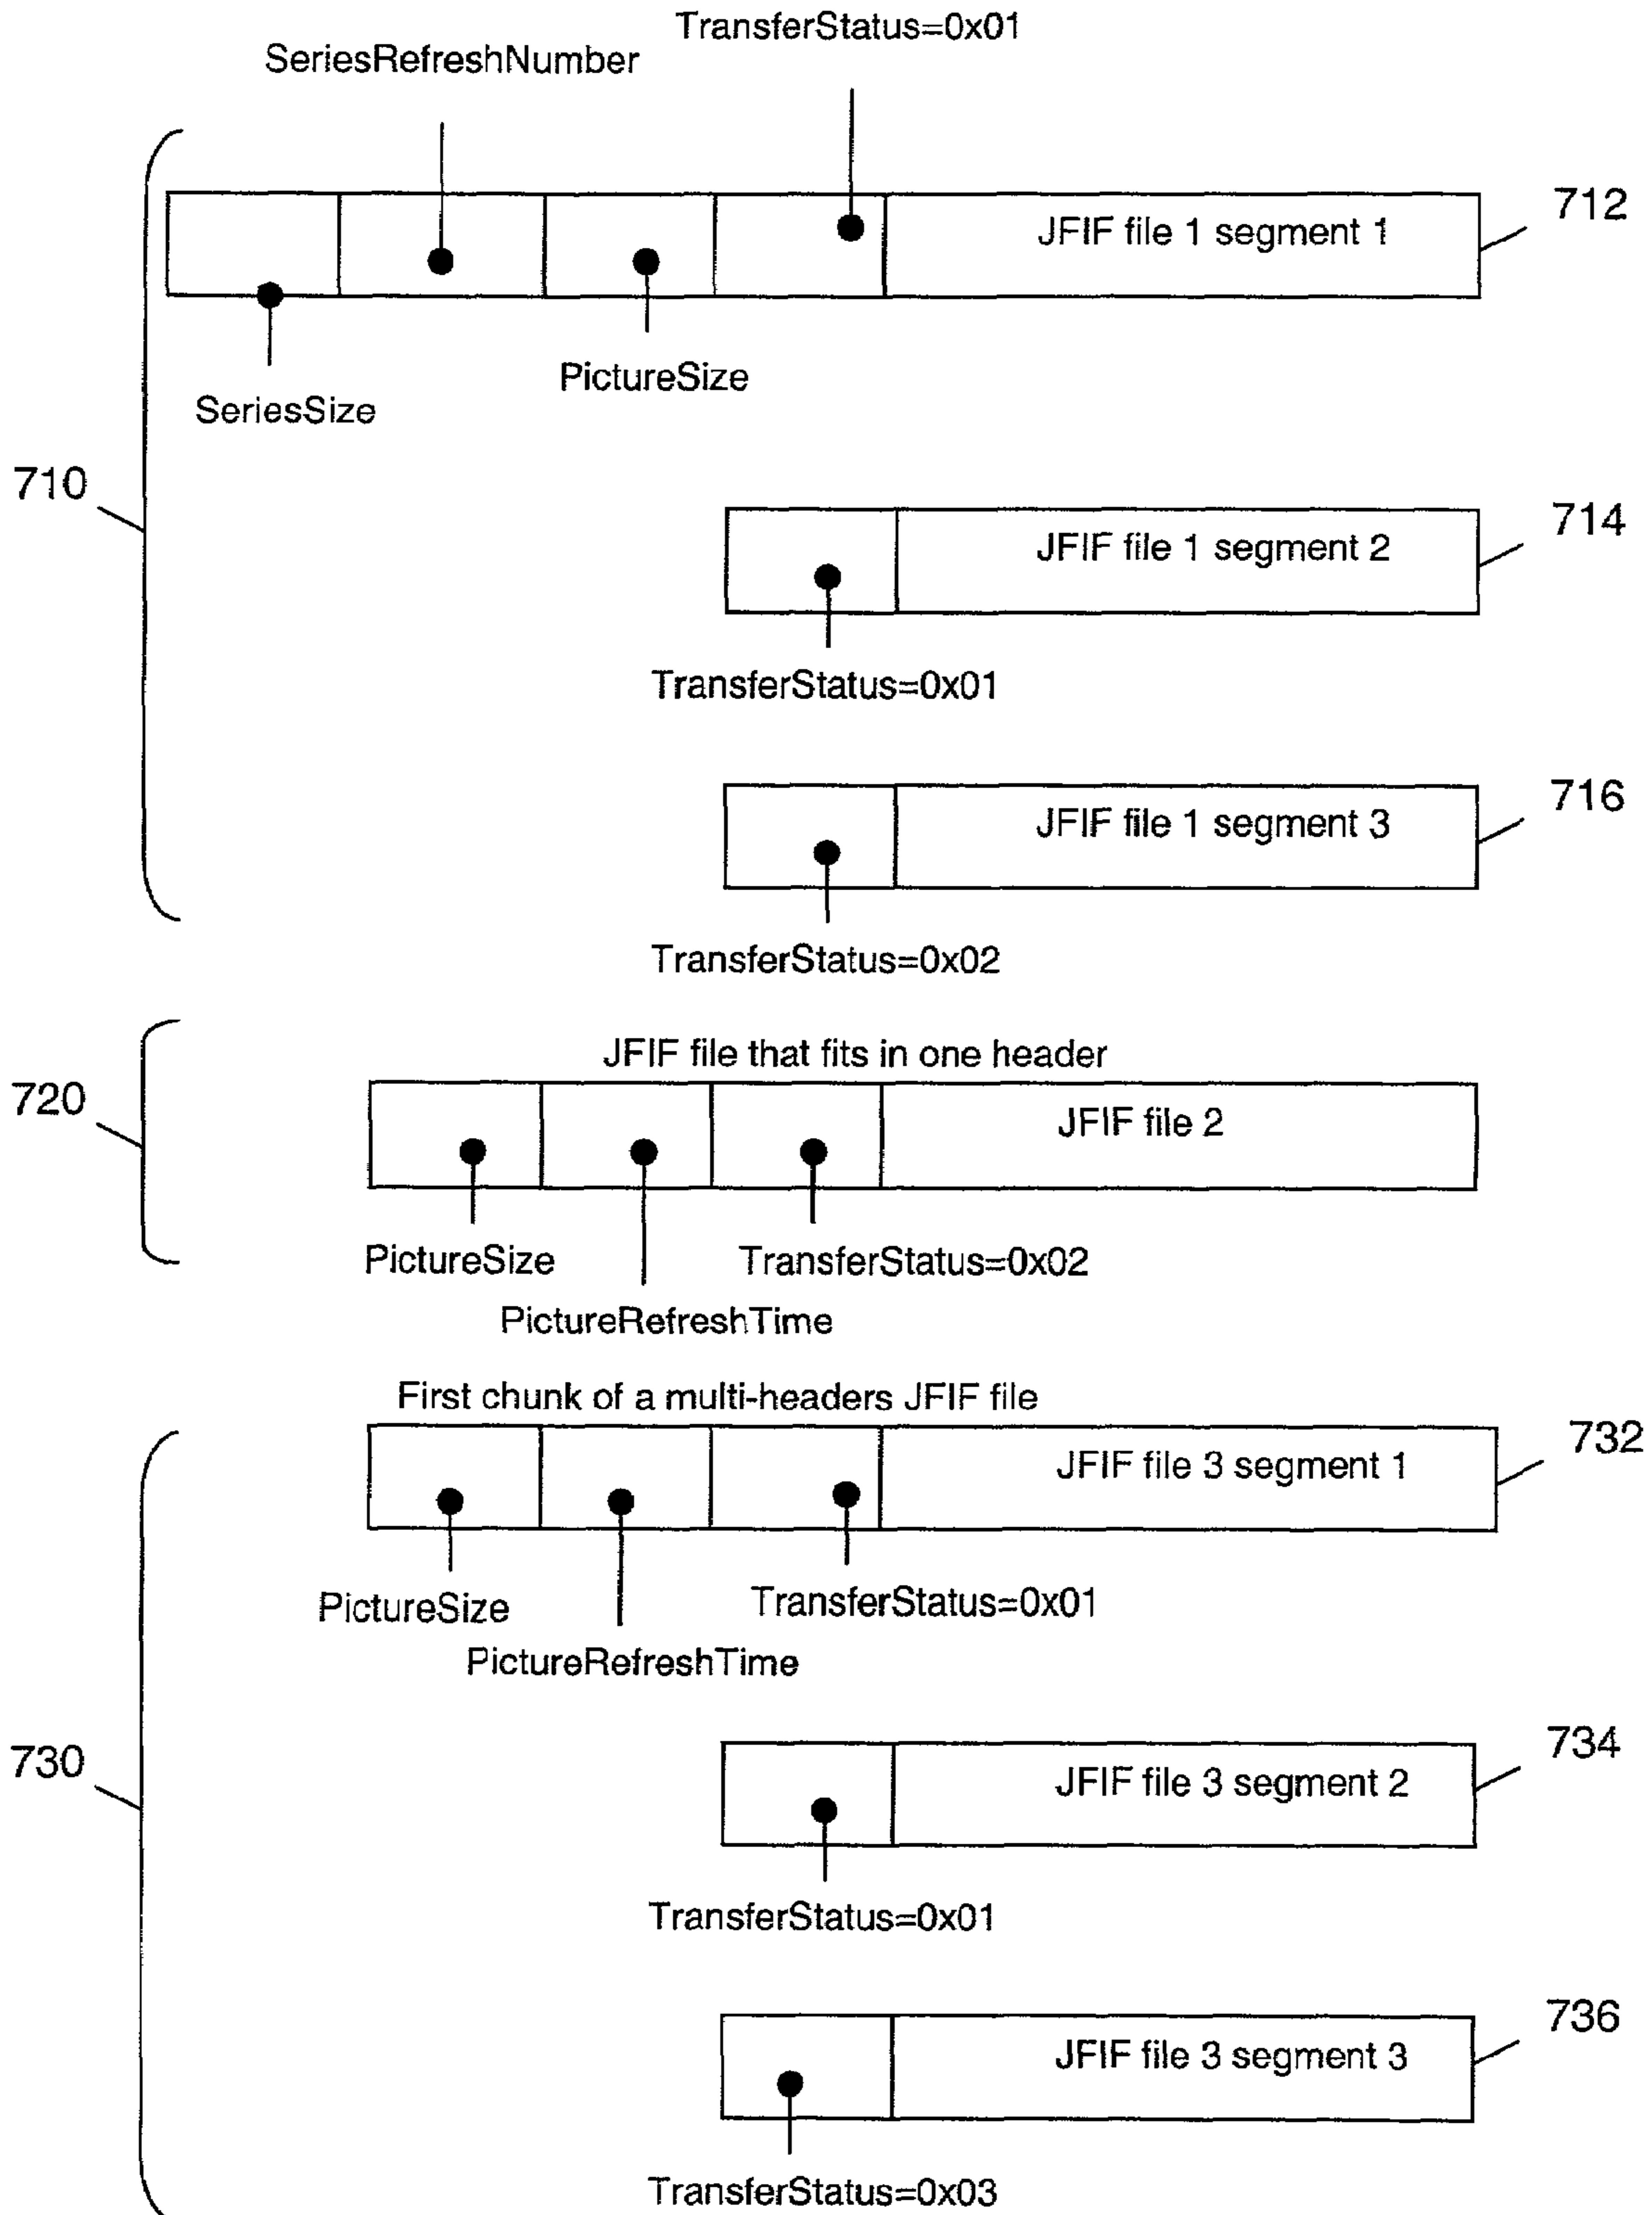 TransferStatus=0x01
SeriesRefreshNumber
712
JFIF file 1 segment 1
PictureSize
SeriesSize
710
714
JFIF file 1 segment 2
TransferStatus=0x01
716
JFIF file 1 segment 3
TransferStatus=0x02
JFIF file that fits in one header
720
JFIF file 2
PictureSize
TransferStatus=0x02
PictureRefreshTime
First chunk of a multi-headers JFIF file
732
JFIF file 3 segment 1
PictureSize
TransferStatus=0x01
PictureRefreshTime
734
730
JFIF file 3 segment 2
TransferStatus=0x01
736
JFIF file 3 segment 3
TransferStatus=0x03